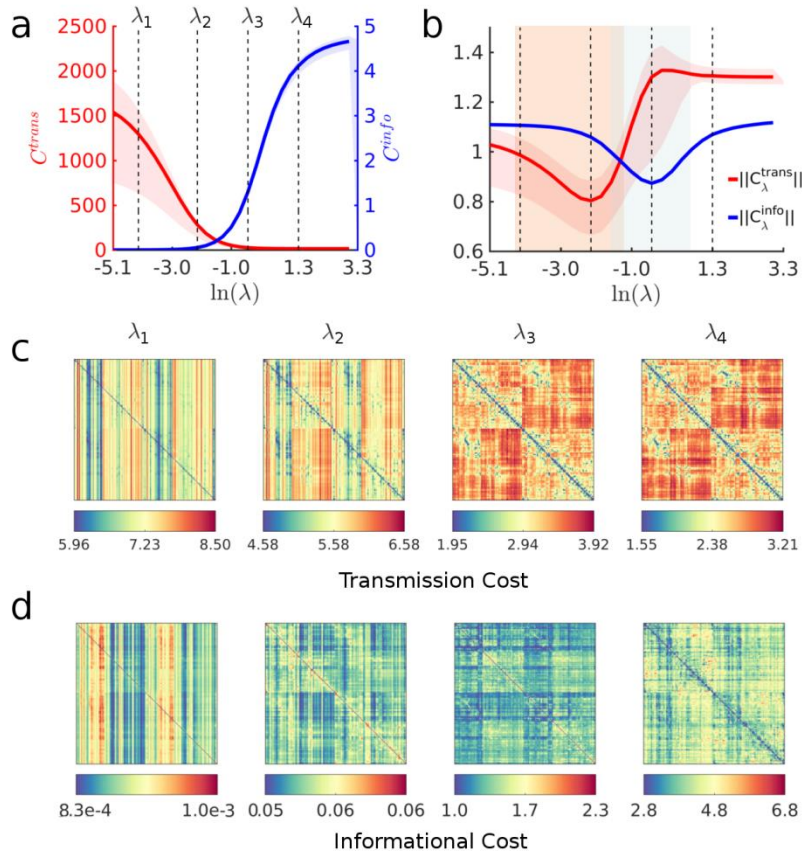 a
λ1 λ2 λ3 λ4
2500
2000
1500
1000
500
0
C^trans
5
4
3
2
1
0
C^info
-5.1 -3.0 -1.0 1.3 3.3
ln(λ)
b
1.4
1.2
1
0.8
0.6
||C_λ^trans||
||C_λ^info||
-5.1 -3.0 -1.0 1.3 3.3
ln(λ)
c
λ1 λ2 λ3 λ4
5.96 7.23 8.50 4.58 5.58 6.58 1.95 2.94 3.92 1.55 2.38 3.21
Transmission Cost
d
8.3e-4 1.0e-3 0.05 0.06 0.06 1.0 1.7 2.3 2.8 4.8 6.8
Informational Cost